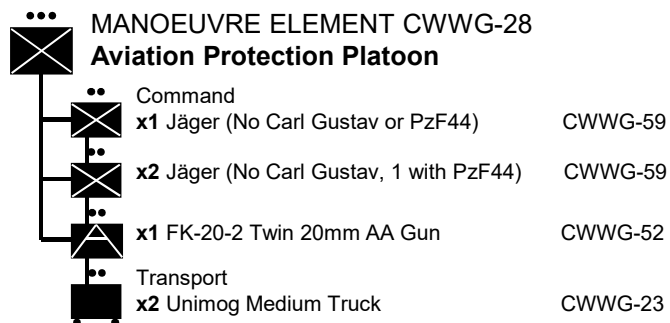 MANOEUVRE ELEMENT CWWG-28
Aviation Protection Platoon
Command
x1 Jäger (No Carl Gustav or PzF44) CWWG-59
x2 Jäger (No Carl Gustav, 1 with PzF44) CWWG-59
x1 FK-20-2 Twin 20mm AA Gun CWWG-52
Transport
x2 Unimog Medium Truck CWWG-23